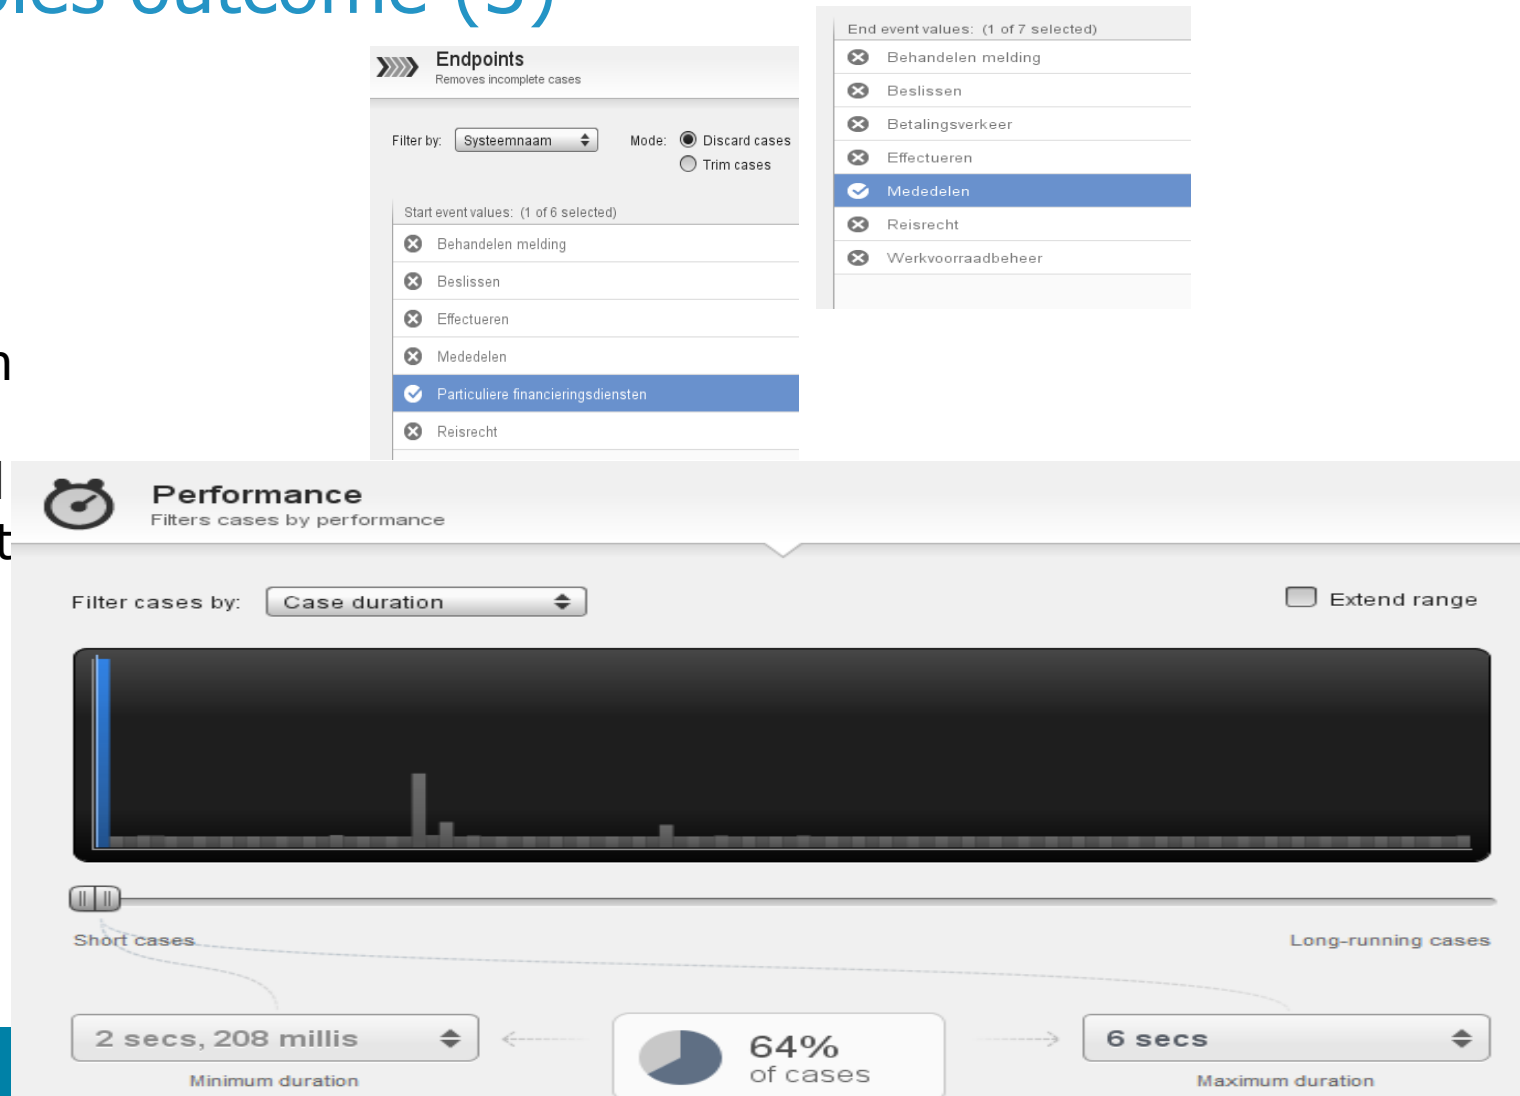 outcome (3)
Endpoints
Removes incomplete cases
Filter by: Systeemnaam Mode: Discard cases
Trim cases
Start event values: (1 of 6 selected)
Behandelen melding
Beslissen
Effectueren
Mededelen
Particuliere financieringsdiensten
Reisrecht
End event values: (1 of 7 selected)
Behandelen melding
Beslissen
Betalingsverkeer
Effectueren
Mededelen
Reisrecht
Werkvoorraadbeheer
Performance
Filters cases by performance
Filter cases by: Case duration Extend range
Short cases Long-running cases
2 secs, 208 millis 64% 6 secs
of cases
Minimum duration Maximum duration